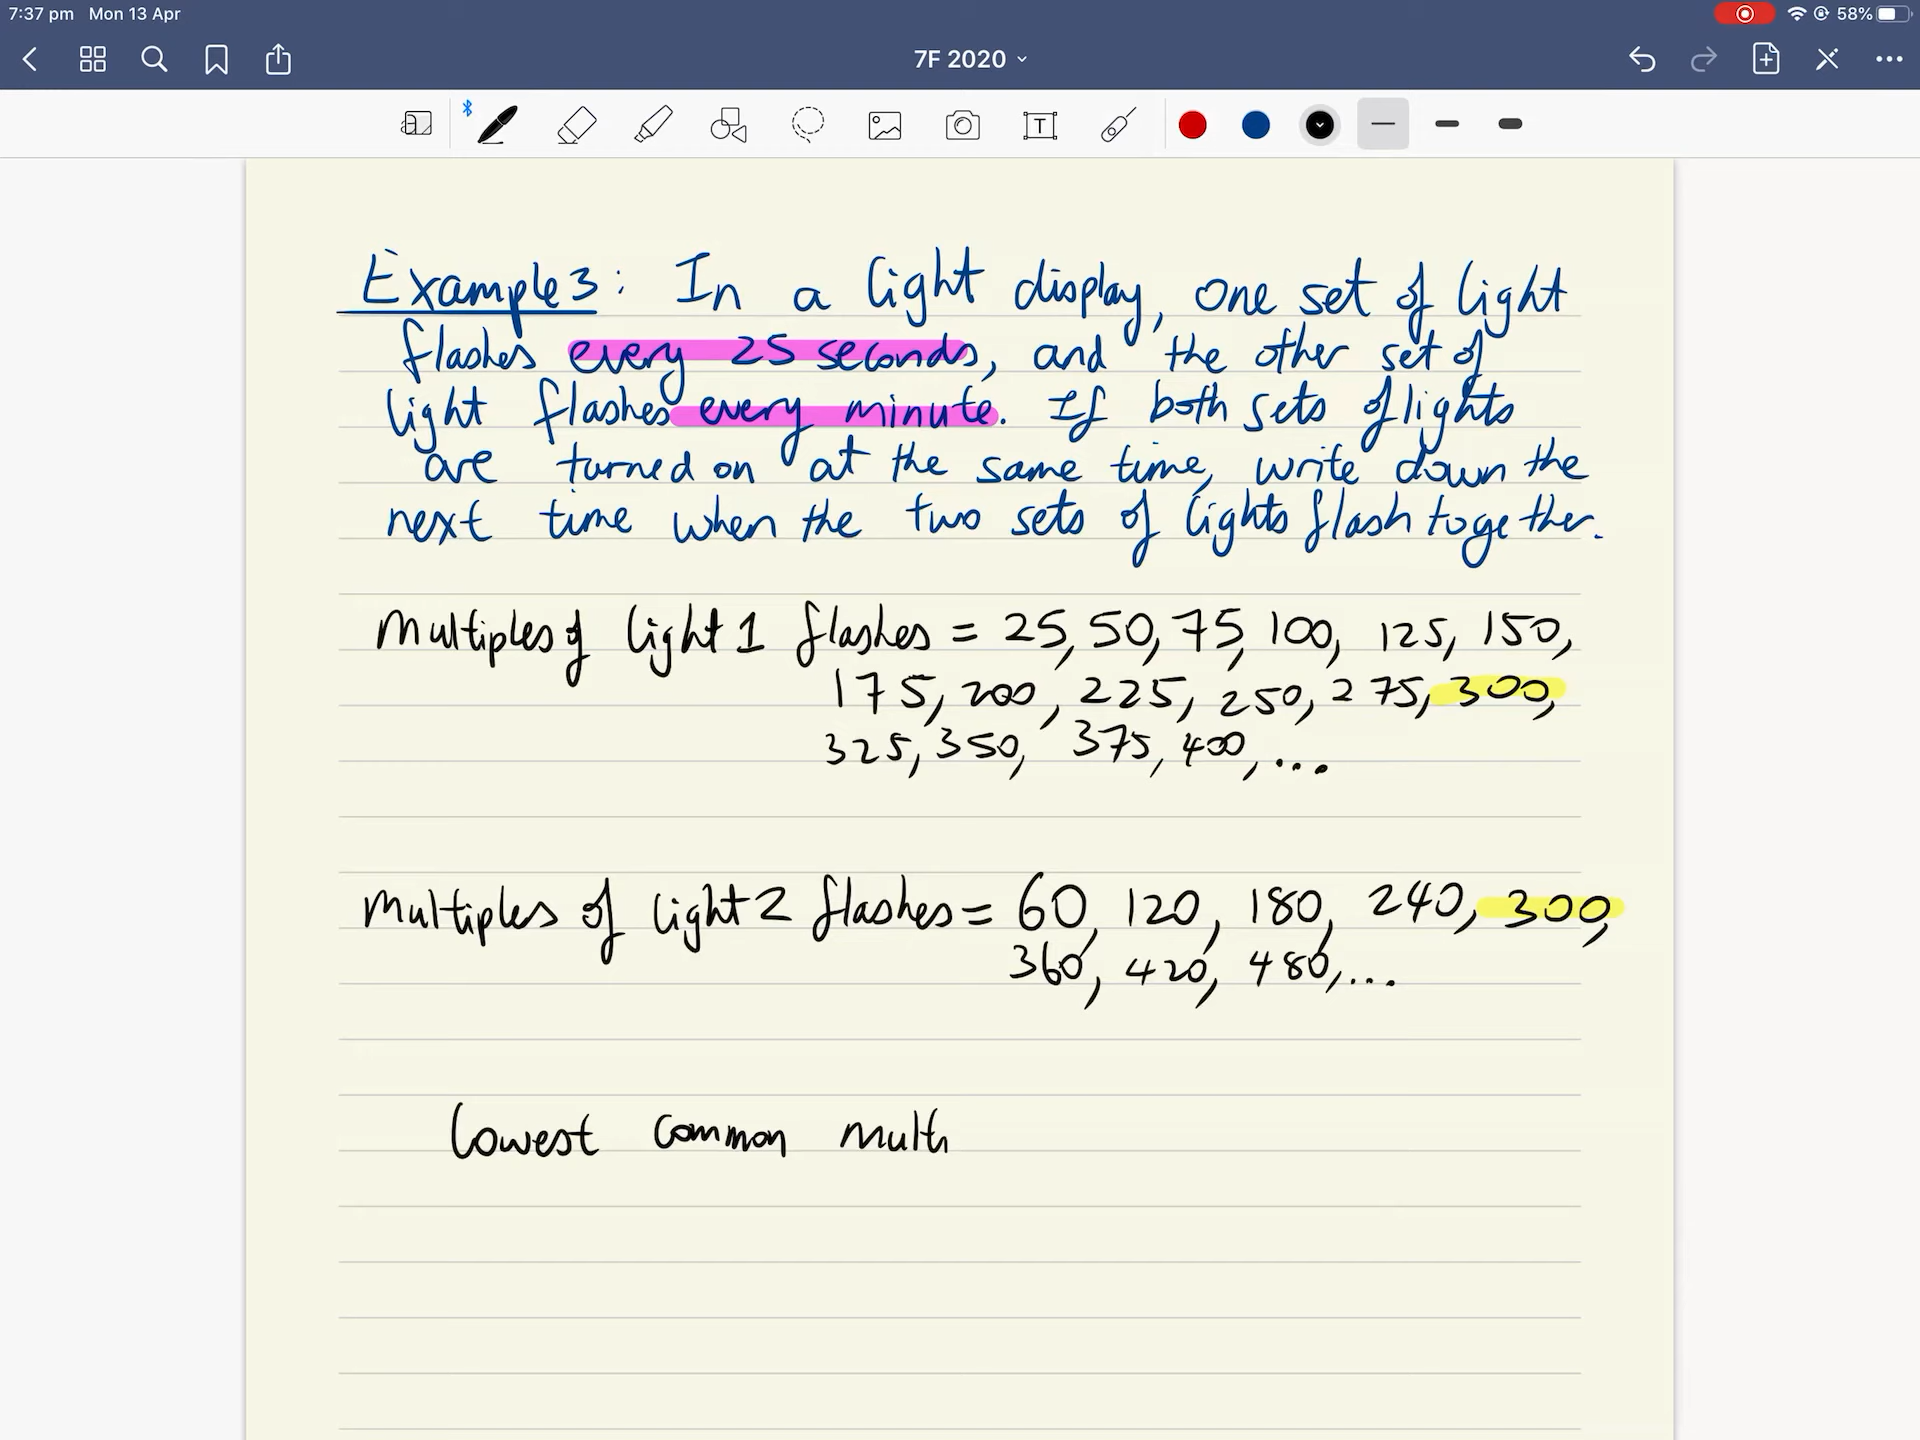 7:37 pm Mon 13 Apr
58%
7F 2020
T
Example 3: In a light display, one set of light
flashes every 25 seconds, and the other set of
light flashes every minute. If both sets of lights
are turned on at the same time, write down the
next time when the two sets of lights flash together.
Multiples of light 1 flashes = 25, 50, 75, 100, 125, 150,
175, 200, 225, 250, 275, 300,
325, 350, 375, 400, ...
Multiples of light 2 flashes = 60, 120, 180, 240, 300,
360, 420, 480, ...
Lowest common multi